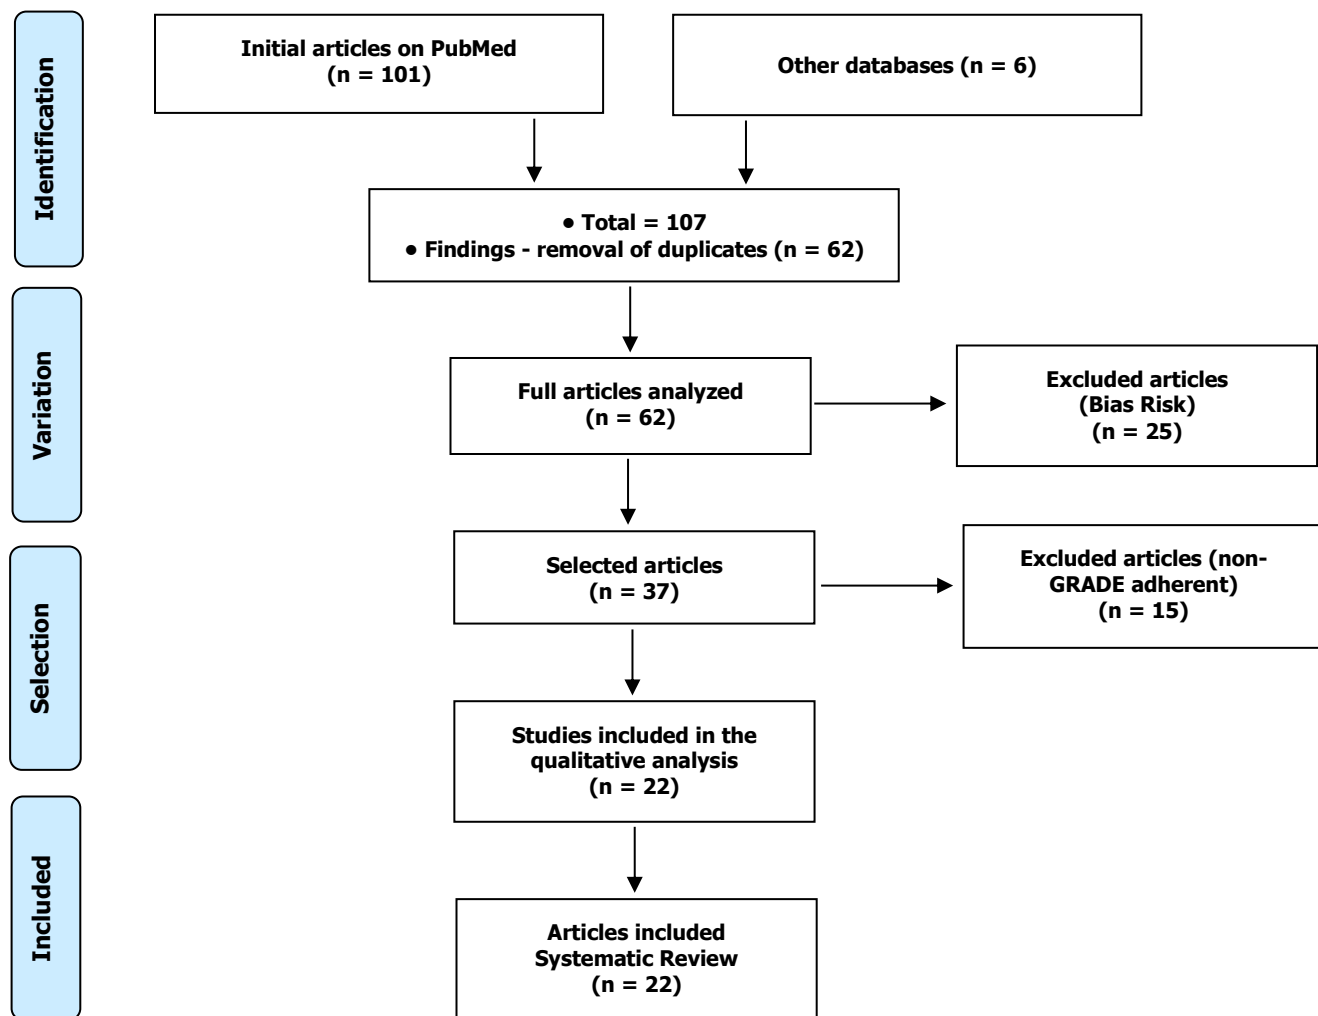 Identification
Initial articles on PubMed
(n = 101)
Other databases (n = 6)
● Total = 107
● Findings - removal of duplicates (n = 62)
Variation
Full articles analyzed
(n = 62)
Excluded articles
(Bias Risk)
(n = 25)
Selection
Selected articles
(n = 37)
Excluded articles (non-
GRADE adherent)
(n = 15)
Studies included in the
qualitative analysis
(n = 22)
Included
Articles included
Systematic Review
(n = 22)